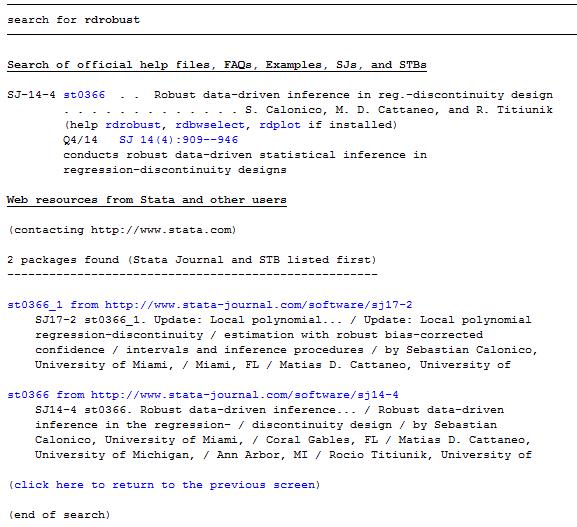 search for rdrobust
Search of official help files, FAQs, Examples, SJs, and STBs
SJ-14-4 st0366 . . Robust data-driven inference in reg.-discontinuity design
. . . . . . . . . . . . . S. Calonico, M. D. Cattaneo, and R. Titiunik
(help rdrobust, rdbwselect, rdplot if installed)
Q4/14 SJ 14(4):909--946
conducts robust data-driven statistical inference in
regression-discontinuity designs
Web resources from Stata and other users
(contacting http://www.stata.com)
2 packages found (Stata Journal and STB listed first)
-----------------------------------------------------
st0366_1 from http://www.stata-journal.com/software/sj17-2
SJ17-2 st0366_1. Update: Local polynomial... / Update: Local polynomial
regression-discontinuity / estimation with robust bias-corrected
confidence / intervals and inference procedures / by Sebastian Calonico,
University of Miami, / Miami, FL / Matias D. Cattaneo, University of
st0366 from http://www.stata-journal.com/software/sj14-4
SJ14-4 st0366. Robust data-driven inference... / Robust data-driven
inference in the regression- / discontinuity design / by Sebastian
Calonico, University of Miami, / Coral Gables, FL / Matias D. Cattaneo,
University of Michigan, / Ann Arbor, MI / Rocio Titiunik, University of
(click here to return to the previous screen)
(end of search)